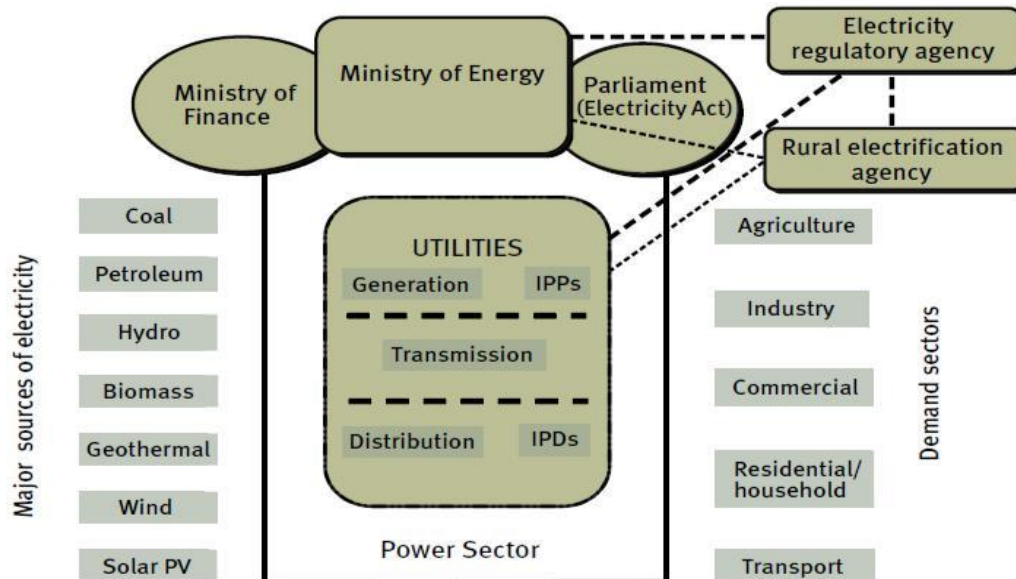 Ministry of
Finance
Ministry of Energy
Parliament
(Electricity Act)
Electricity
regulatory agency
Rural electrification
agency
Major sources of electricity
Coal
Petroleum
Hydro
Biomass
Geothermal
Wind
Solar PV
UTILITIES
Generation
IPPs
Transmission
Distribution
IPDs
Power Sector
Agriculture
Industry
Commercial
Residential/
household
Transport
Demand sectors